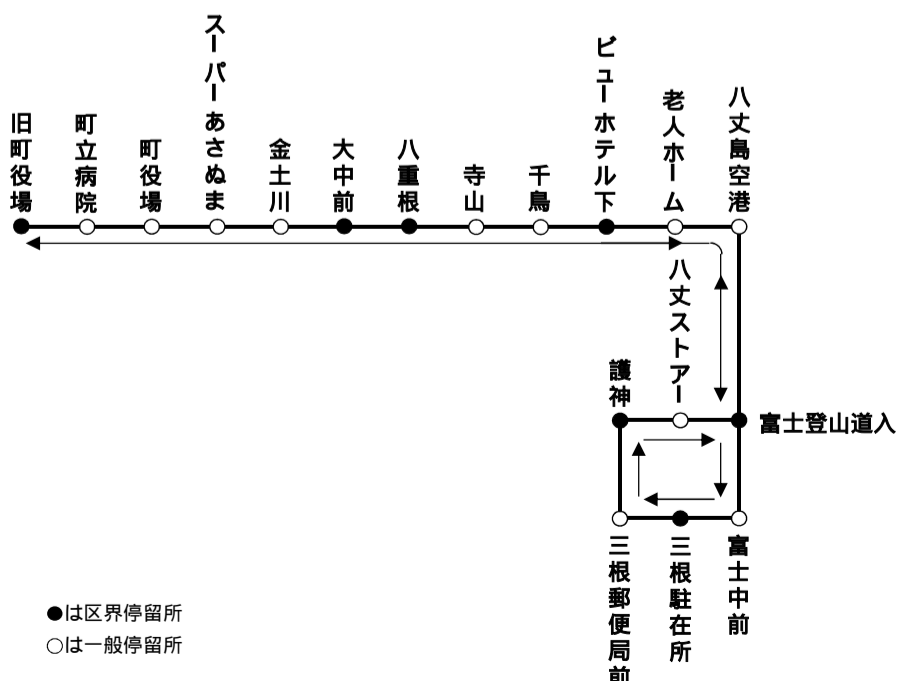 旧町役場
町立病院
町役場
スーパーあさぬま
金土川
大中前
八重根
寺山
千鳥
ビューホテル下
老人ホーム
八丈島空港
八丈ストアー
護神
富士登山道入
三根郵便局前
三根駐在所
富士中前
●は区界停留所
○は一般停留所